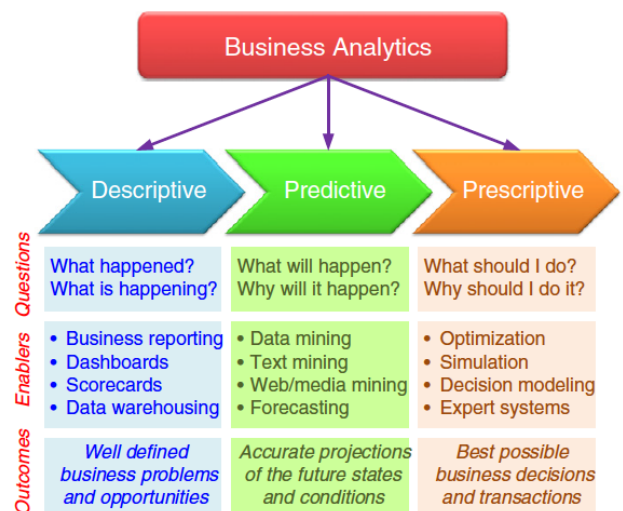 Business Analytics
Descriptive
Predictive
Prescriptive
Questions
What happened?
What is happening?
What will happen?
Why will it happen?
What should I do?
Why should I do it?
Enablers
• Business reporting
• Dashboards
• Scorecards
• Data warehousing
• Data mining
• Text mining
• Web/media mining
• Forecasting
• Optimization
• Simulation
• Decision modeling
• Expert systems
Outcomes
Well defined
business problems
and opportunities
Accurate projections
of the future states
and conditions
Best possible
business decisions
and transactions